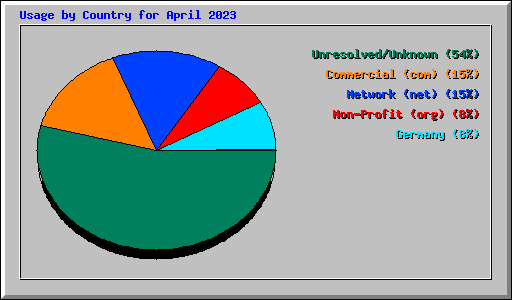 Usage by Country for April 2023
Unresolved/Unknown (54%)
Commercial (com) (15%)
Network (net) (15%)
Non-Profit (org) (8%)
Germany (8%)